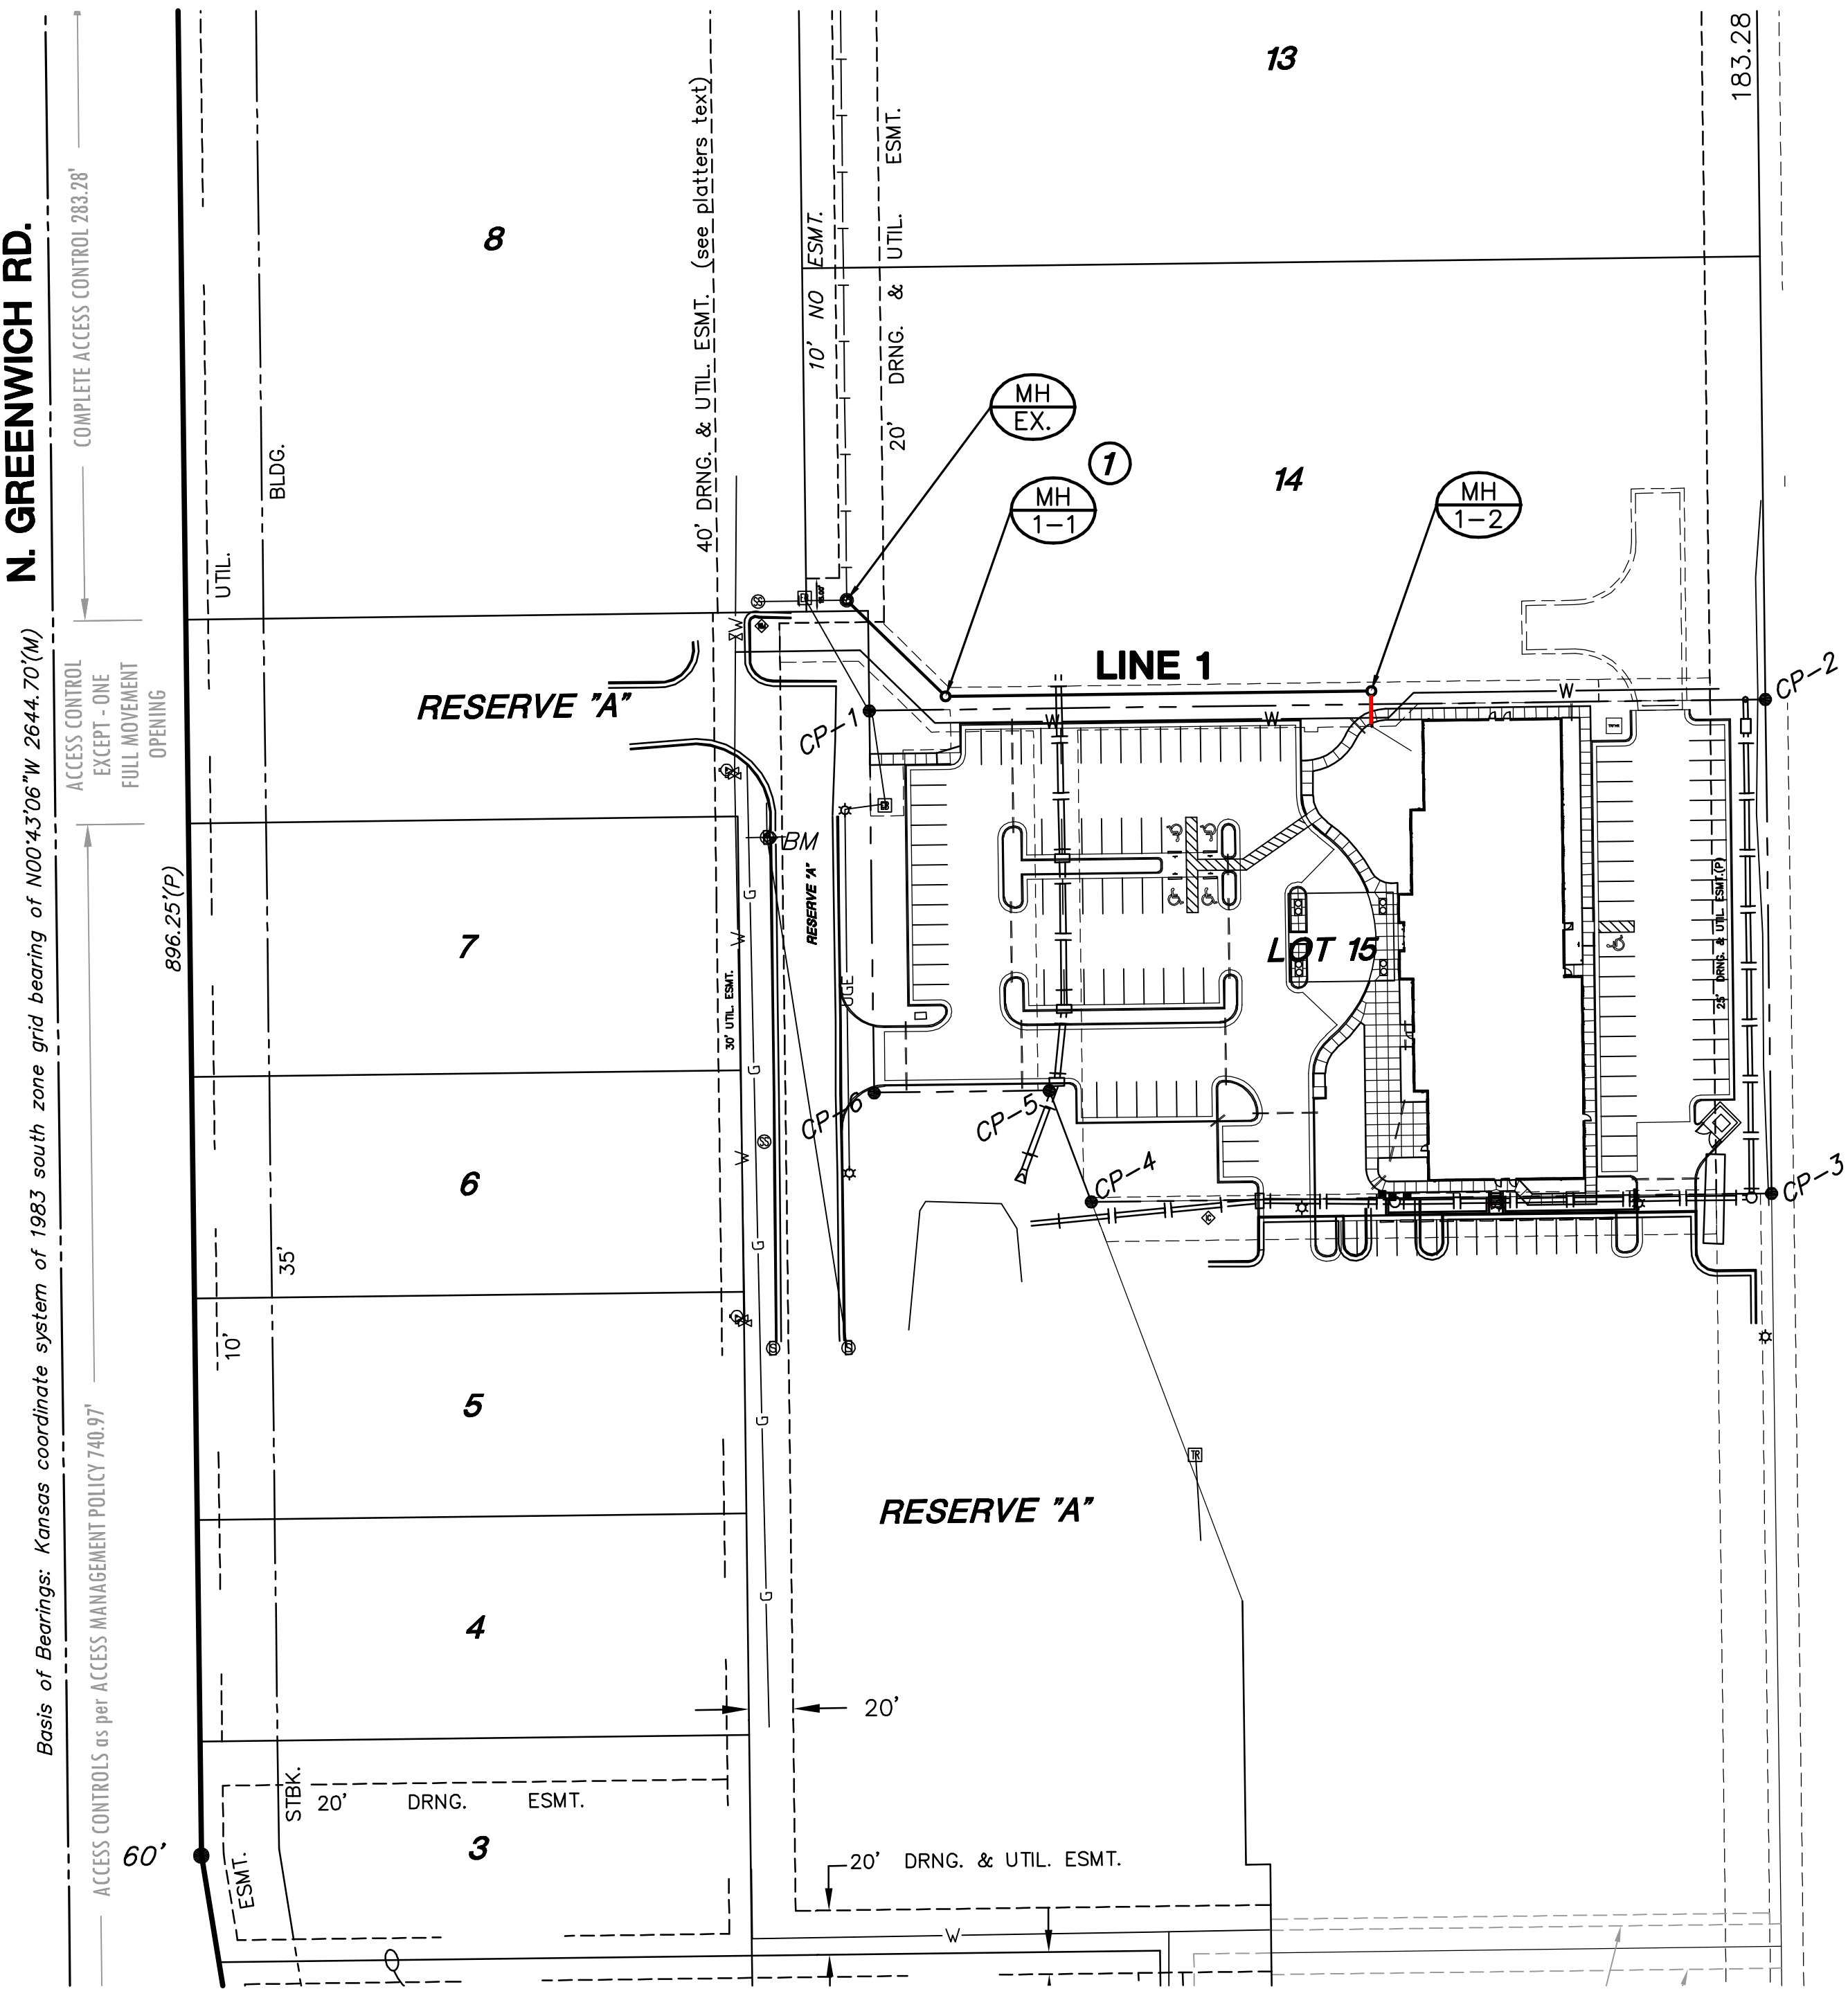 N. GREENWICH RD.
COMPLETE ACCESS CONTROL 283.28'
ACCESS CONTROL
EXCEPT - ONE
FULL MOVEMENT
OPENING
ACCESS CONTROLS as per ACCESS MANAGEMENT POLICY 740.97'
Basis of Bearings: Kansas coordinate system of 1983 south zone grid bearing of N00°43'06"W 2644.70'(M)
896.25'(P)
60'
UTIL.
10'
ESMT.
BLDG.
35'
STBK.
8
40' DRNG. & UTIL. ESMT. (see platters text)
10' NO ESMT.
20' DRNG. & UTIL. ESMT.
13
183.28
14
MH
EX.
1
MH
1-1
MH
1-2
LINE 1
RESERVE "A"
CP-1
CP-2
W
W
W
W
BM
RESERVE "A"
7
30' UTIL. ESMT.
G
W
UGE
LOT 15
25' DRNG. & UTIL. ESMT.(P)
G
CP-6
CP-5
CP-4
CP-3
6
W
G
5
G
TR
RESERVE "A"
4
G
20'
20' DRNG. ESMT.
3
20' DRNG. & UTIL. ESMT.
W